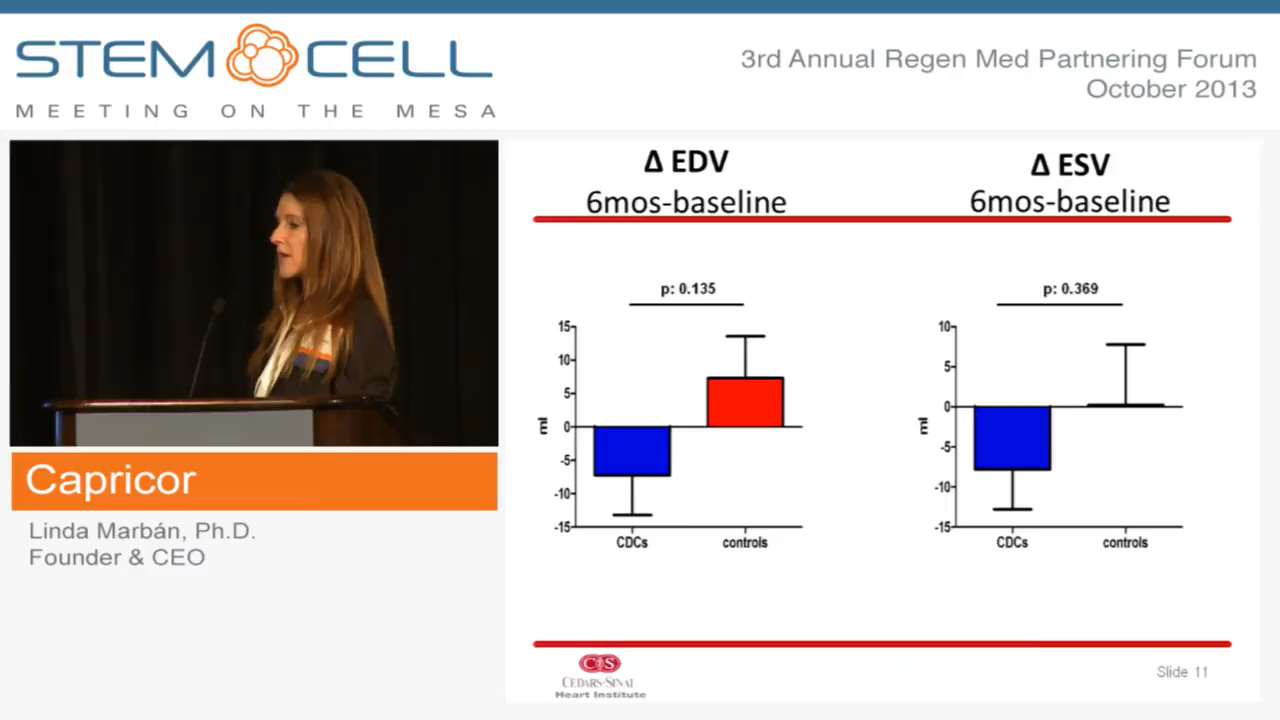 STEM CELL
MEETING ON THE MESA
3rd Annual Regen Med Partnering Forum
October 2013
Capricor
Linda Marbán, Ph.D.
Founder & CEO
Δ EDV
6mos-baseline
p: 0.135
15
10
5
0
-5
-10
-15
ml
CDCs
controls
Δ ESV
6mos-baseline
p: 0.369
10
5
0
-5
-10
-15
ml
CDCs
controls
CS
CEDARS-SINAI
Heart Institute
Slide 11